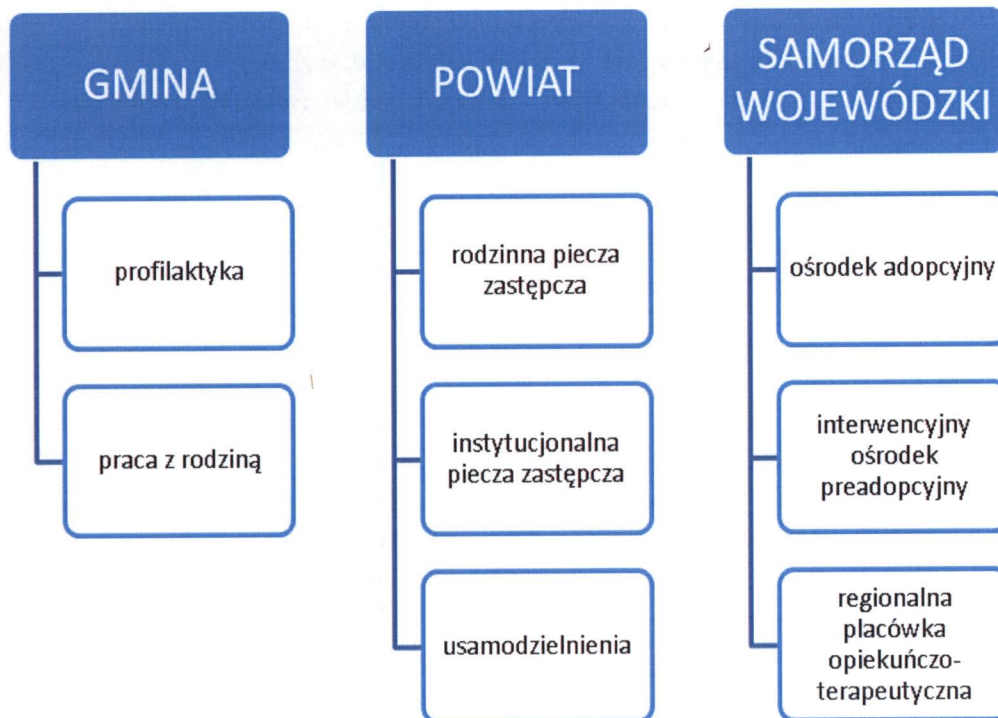 GMINA
profilaktyka
praca z rodziną
POWIAT
rodzinna piecza
zastępcza
instytucjonalna
piecza zastępcza
usamodzielnienia
SAMORZĄD
WOJEWÓDZKI
ośrodek adopcyjny
interwencyjny
ośrodek
preadopcyjny
regionalna
placówka
opiekuńczo-
terapeutyczna